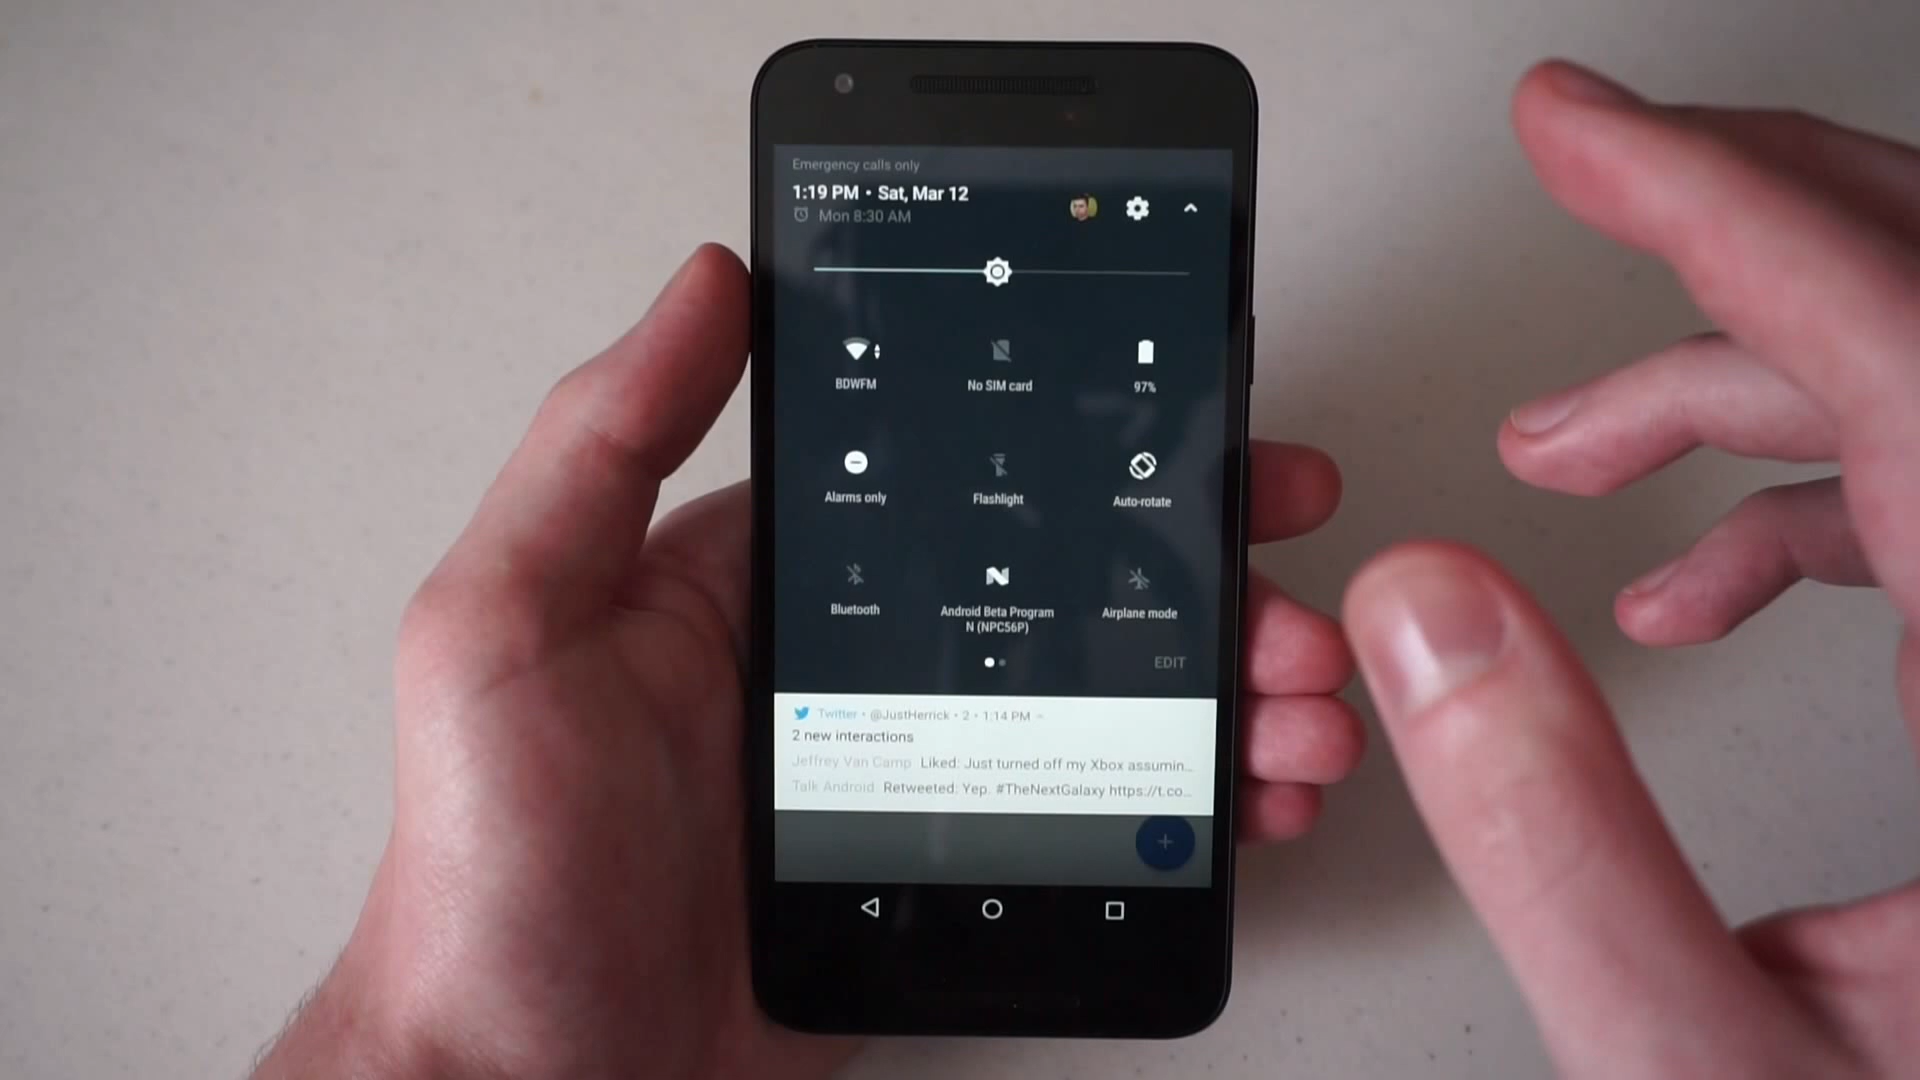 Emergency calls only
1:19 PM • Sat, Mar 12
Mon 8:30 AM
BDWFM
No SIM card
97%
Alarms only
Flashlight
Auto-rotate
Bluetooth
Android Beta Program
N (NPC56P)
Airplane mode
EDIT
Twitter • @JustHerrick • 2 • 1:14 PM
2 new interactions
Jeffrey Van Camp Liked: Just turned off my Xbox assumin...
Talk Android Retweeted: Yep. #TheNextGalaxy https://t.co...